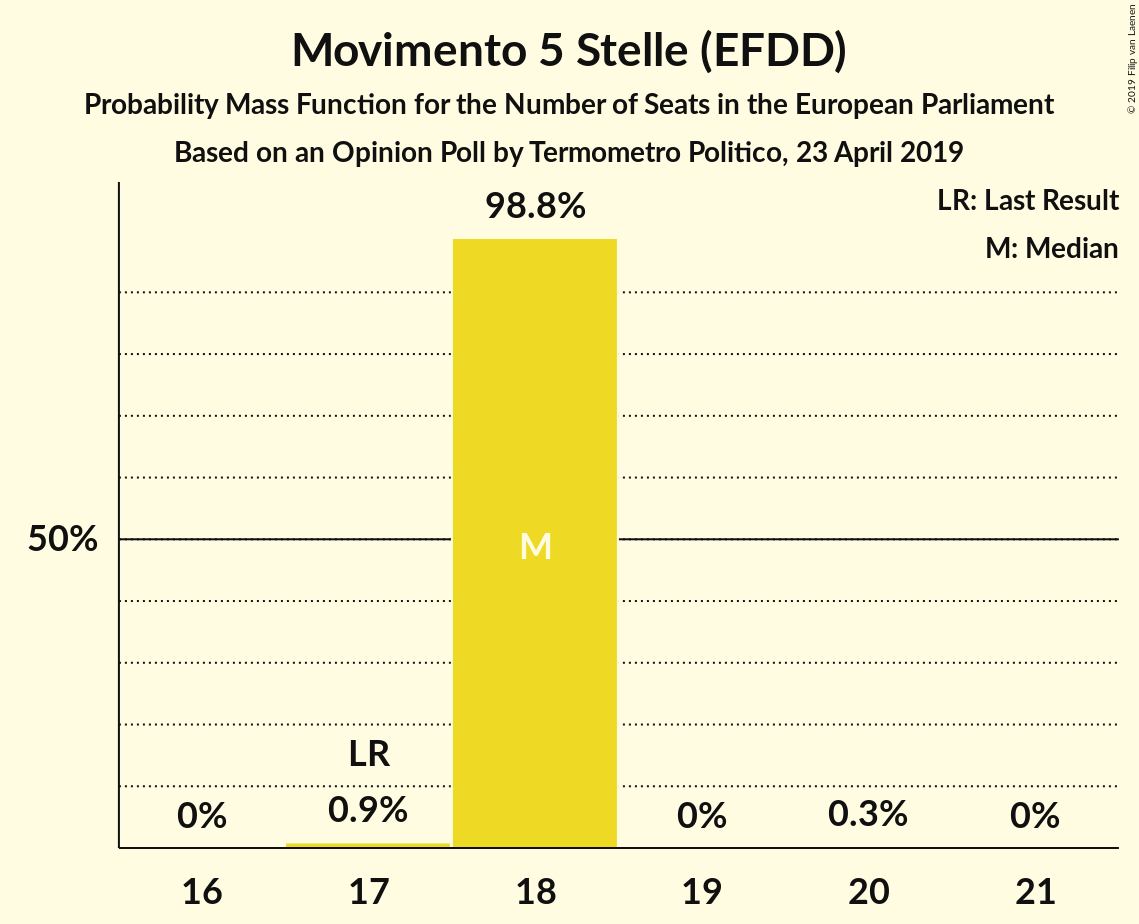 Movimento 5 Stelle (EFDD)
Probability Mass Function for the Number of Seats in the European Parliament
Based on an Opinion Poll by Termometro Politico, 23 April 2019
© 2019 Filip van Laenen
98.8%
LR: Last Result
M: Median
50%
M
LR
0% 0.9% 0% 0.3% 0%
16 17 18 19 20 21